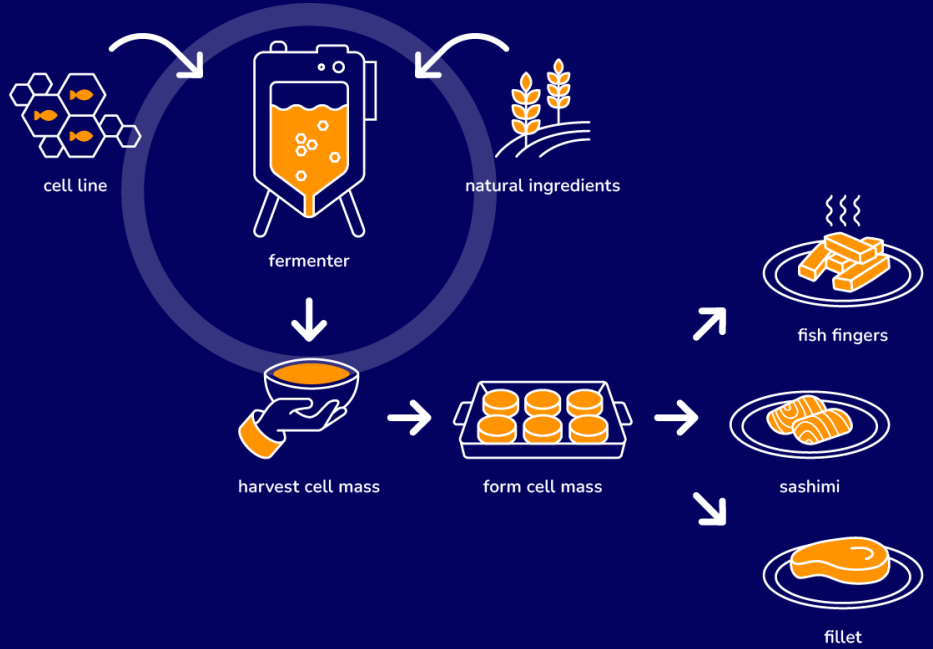 cell line
natural ingredients
fermenter
fish fingers
harvest cell mass
form cell mass
sashimi
fillet